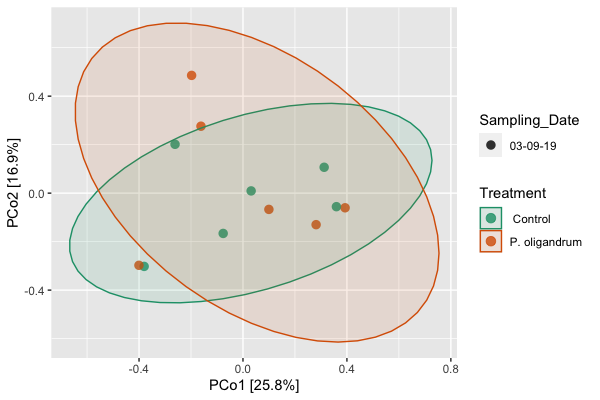 0.4
0.0
-0.4
PCo2 [16.9%]
-0.4
0.0
0.4
0.8
PCo1 [25.8%]
Sampling_Date
03-09-19
Treatment
Control
P. oligandrum